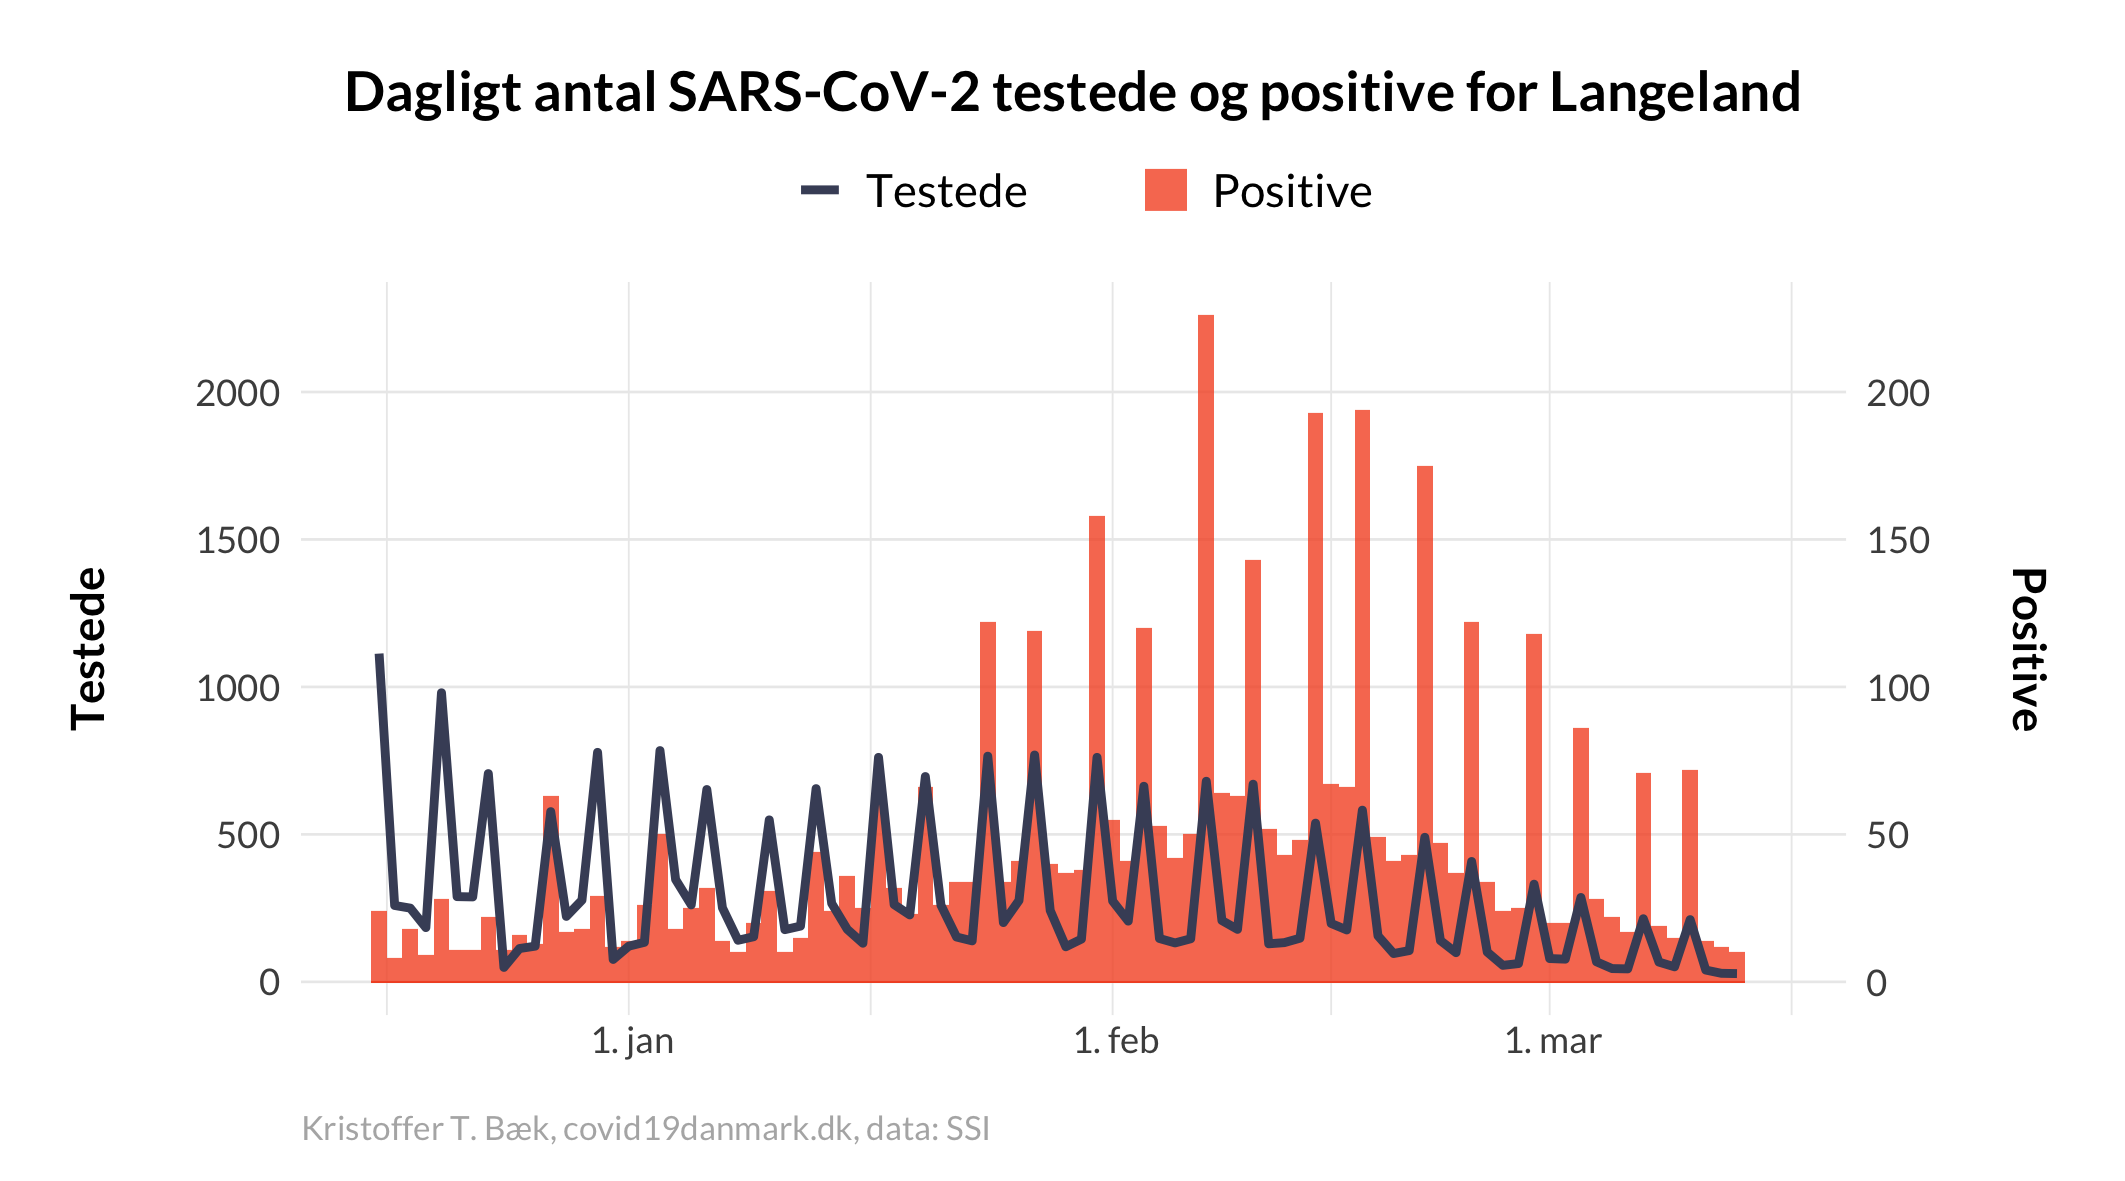 Dagligt antal SARS-CoV-2 testede og positive for Langeland
Testede
Positive
2000
1500
1000
500
0
Testede
200
150
100
50
0
Positive
1. jan
1. feb
1. mar
Kristoffer T. Bæk, covid19danmark.dk, data: SSI